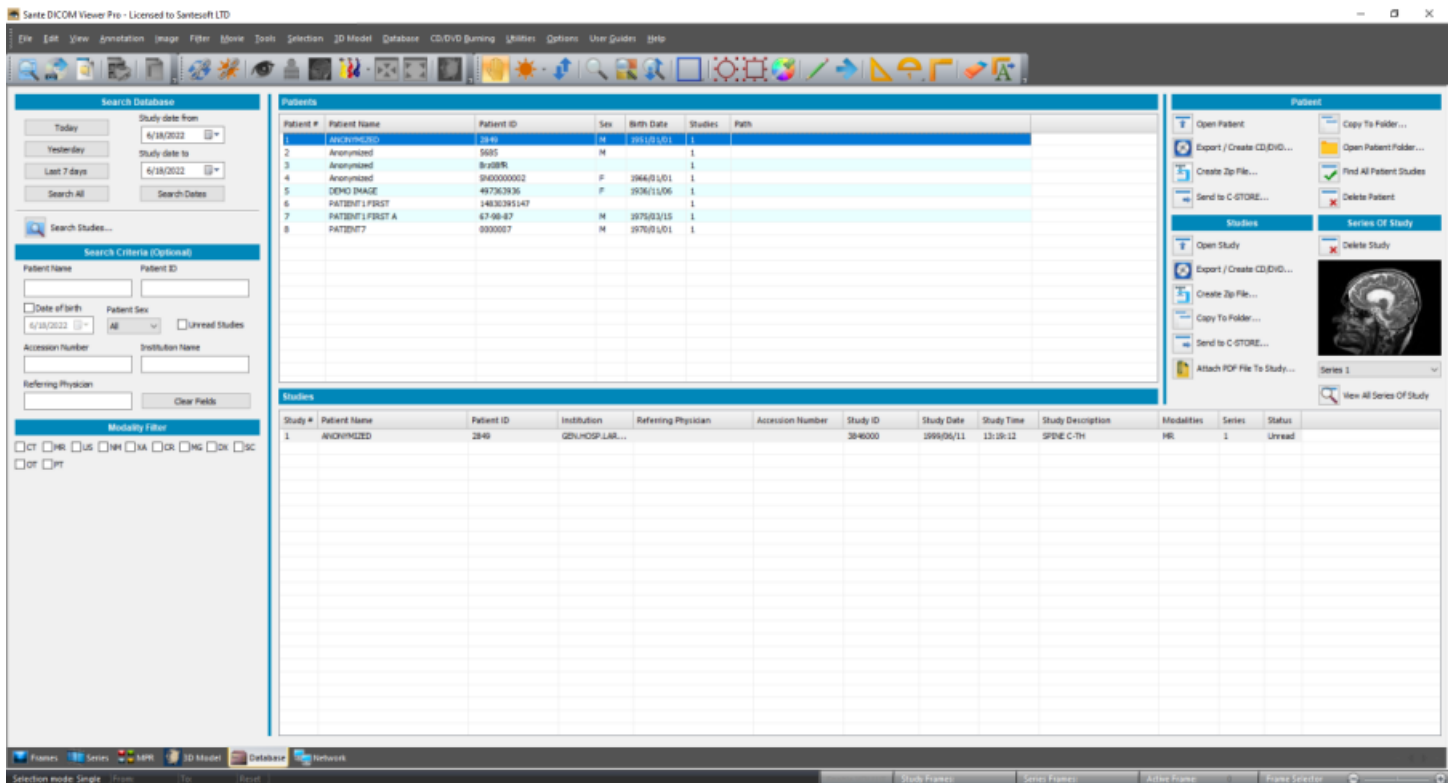 Sante DICOM Viewer Pro - Licensed to Santesoft LTD
File Edit View Annotation Image Filter Movie Tools Selection 3D Model Database CD/DVD Burning Utilities Options User Guides Help
Search Database
Today
Study date from
6/18/2022
Yesterday
Study date to
Last 7 days
6/18/2022
Search All
Search Dates
Search Studies...
Search Criteria (Optional)
Patient Name Patient ID
Date of birth Patient Sex
6/18/2022 All Unread Studies
Accession Number Institution Name
Referring Physician
Clear Fields
Modality Filter
CT MR US NM XA CR MG DX SC
OT PT
Patients
Patient # Patient Name Patient ID Sex Birth Date Studies Path
1 ANONYMIZED 2849 M 1951/01/01 1
2 Anonymized 5685 M 1
3 Anonymized 1
4 Anonymized SN00000002 F 1966/01/01 1
5 DEMO IMAGE 497363936 F 1936/11/06 1
6 PATIENT1 FIRST 14830395147 1
7 PATIENT1 FIRST A 67-98-87 M 1975/03/15 1
8 PATIENT7 0000007 M 1970/01/01 1
Studies
Study # Patient Name Patient ID Institution Referring Physician Accession Number Study ID Study Date Study Time Study Description Modalities Series Status
1 ANONYMIZED 2849 GEN.HOSP.LAR... 3846000 1999/06/11 13:19:12 SPINE C-TH MR 1 Unread
Patient
Open Patient Copy To Folder...
Export / Create CD/DVD... Open Patient Folder...
Create Zip File... Find All Patient Studies
Send to C-STORE... Delete Patient
Studies
Series Of Study
Open Study Delete Study
Export / Create CD/DVD...
Create Zip File...
Copy To Folder...
Send to C-STORE...
Attach PDF File To Study...
Series 1
View All Series Of Study
Frames Series MPR 3D Model Database Network
Selection mode: Single From: To: Reset Study Frames: Series Frames: Active Frame: Frame Selector